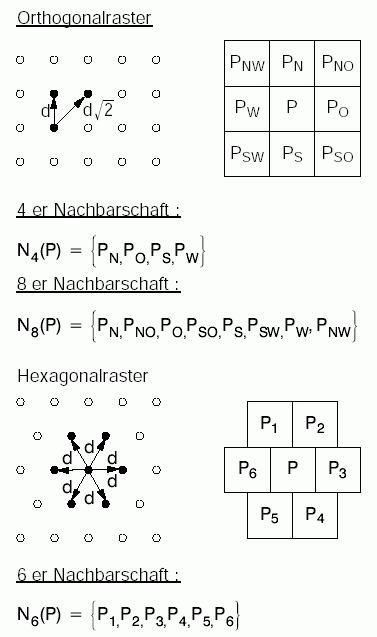 Orthogonalraster
P_NW P_N P_NO
d d√2
P_W P P_O
P_SW P_S P_SO
4 er Nachbarschaft :
N_4(P) = {P_N, P_O, P_S, P_W}
8 er Nachbarschaft :
N_8(P) = {P_N, P_NO, P_O, P_SO, P_S, P_SW, P_W, P_NW}
Hexagonalraster
P_1 P_2
d d
d d
P_6 P P_3
d d
P_5 P_4
6 er Nachbarschaft :
N_6(P) = {P_1, P_2, P_3, P_4, P_5, P_6}